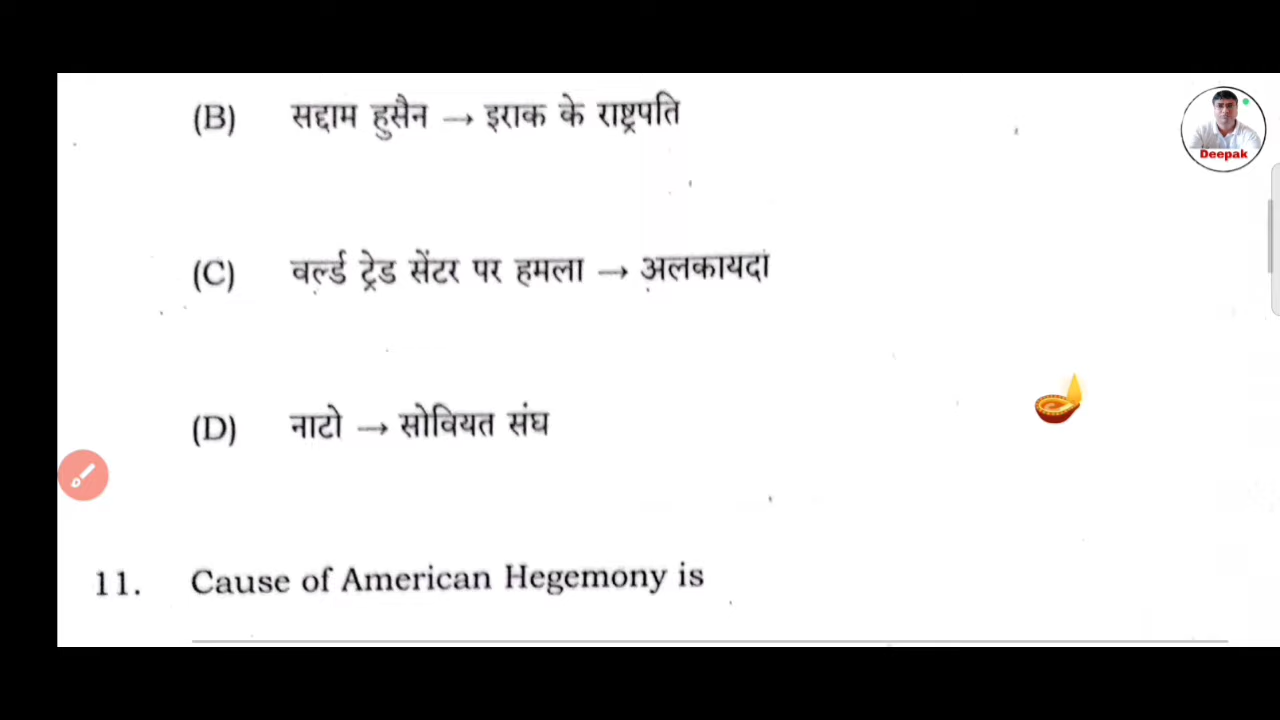 (B) सद्दाम हुसैन → इराक के राष्ट्रपति
Deepak
(C) वर्ल्ड ट्रेड सेंटर पर हमला → अलकायदा
(D) नाटो → सोवियत संघ
11. Cause of American Hegemony is